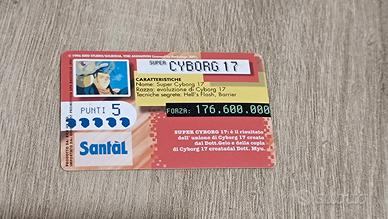 SUPER CYBORG 17
CARATTERISTICHE
Nome: Super Cyborg 17
Razza: evoluzione di Cyborg 17
Tecniche segrete: Hell's Flash, Barrier
PUNTI 5
FORZA: 176.600.000
Santàl
SUPER CYBORG 17: è il risultato
dell' unione di Cyborg 17 creato
dal Dott.Gelo e della copia
di Cyborg 17 creata dal Dott. Myu.